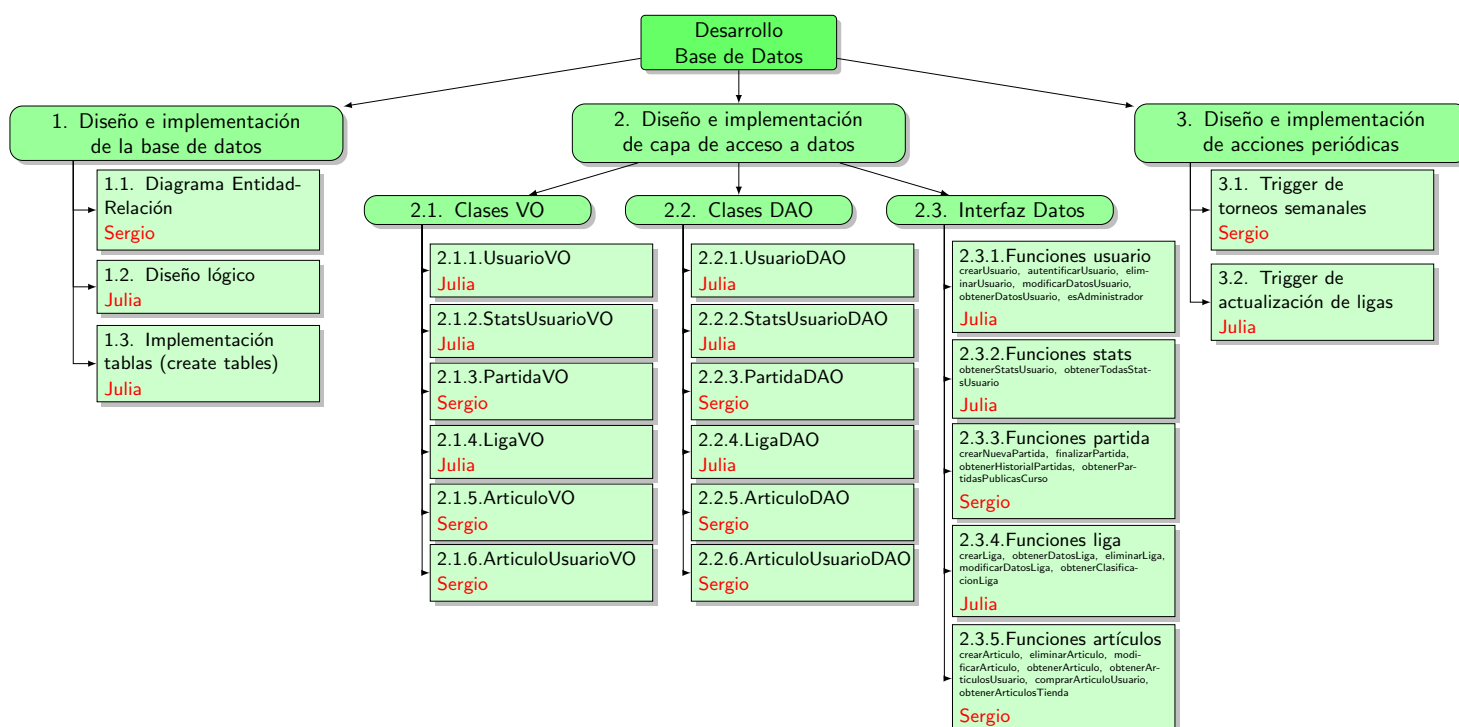 Desarrollo
Base de Datos
1. Diseño e implementación
de la base de datos
1.1. Diagrama Entidad-
Relación
Sergio
1.2. Diseño lógico
Julia
1.3. Implementación
tablas (create tables)
Julia
2. Diseño e implementación
de capa de acceso a datos
2.1. Clases VO
2.1.1.UsuarioVO
Julia
2.1.2.StatsUsuarioVO
Julia
2.1.3.PartidaVO
Sergio
2.1.4.LigaVO
Julia
2.1.5.ArticuloVO
Sergio
2.1.6.ArticuloUsuarioVO
Sergio
2.2. Clases DAO
2.2.1.UsuarioDAO
Julia
2.2.2.StatsUsuarioDAO
Julia
2.2.3.PartidaDAO
Sergio
2.2.4.LigaDAO
Julia
2.2.5.ArticuloDAO
Sergio
2.2.6.ArticuloUsuarioDAO
Sergio
2.3. Interfaz Datos
2.3.1.Funciones usuario
crearUsuario, autentificarUsuario, elim-
inarUsuario, modificarDatosUsuario,
obtenerDatosUsuario, esAdministrador
Julia
2.3.2.Funciones stats
obtenerStatsUsuario, obtenerTodasStat-
sUsuario
Julia
2.3.3.Funciones partida
crearNuevaPartida, finalizarPartida,
obtenerHistorialPartidas, obtenerPar-
tidasPublicasCurso
Sergio
2.3.4.Funciones liga
crearLiga, obtenerDatosLiga, eliminarLiga,
modificarDatosLiga, obtenerClasifica-
cionLiga
Julia
2.3.5.Funciones artículos
crearArticulo, eliminarArticulo, modi-
ficarArticulo, obtenerArticulo, obtenerAr-
ticulosUsuario, comprarArticuloUsuario,
obtenerArticulosTienda
Sergio
3. Diseño e implementación
de acciones periódicas
3.1. Trigger de
torneos semanales
Sergio
3.2. Trigger de
actualización de ligas
Julia